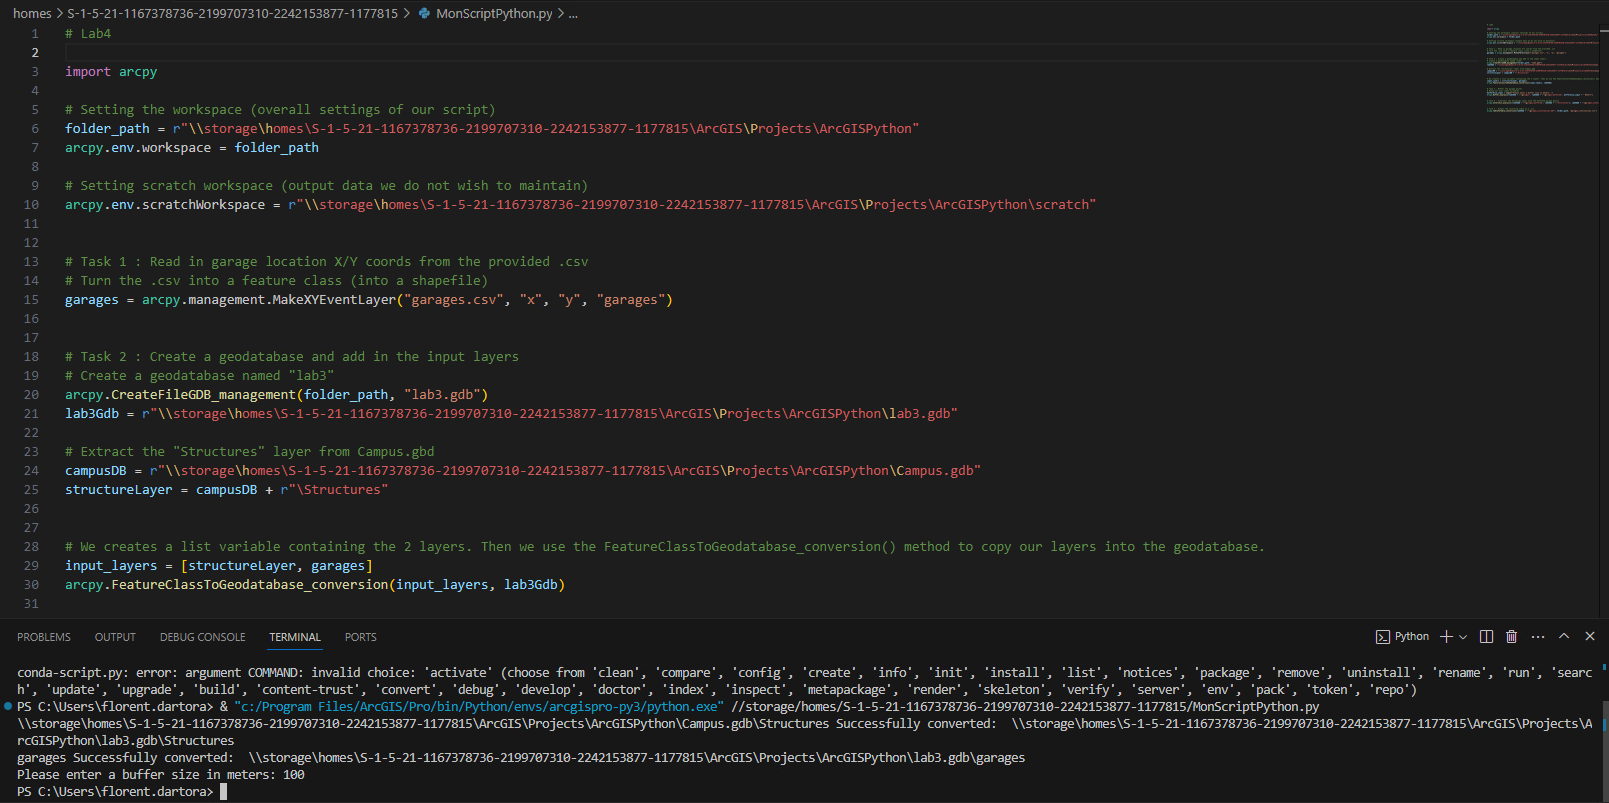 homes > S-1-5-21-1167378736-2199707310-2242153877-1177815 > MonScriptPython.py > ...
1 # Lab4
2
3 import arcpy
4
5 # Setting the workspace (overall settings of our script)
6 folder_path = r"\\storage\homes\S-1-5-21-1167378736-2199707310-2242153877-1177815\ArcGIS\Projects\ArcGISPython"
7 arcpy.env.workspace = folder_path
8
9 # Setting scratch workspace (output data we do not wish to maintain)
10 arcpy.env.scratchWorkspace = r"\\storage\homes\S-1-5-21-1167378736-2199707310-2242153877-1177815\ArcGIS\Projects\ArcGISPython\scratch"
11
12
13 # Task 1 : Read in garage location X/Y coords from the provided .csv
14 # Turn the .csv into a feature class (into a shapefile)
15 garages = arcpy.management.MakeXYEventLayer("garages.csv", "x", "y", "garages")
16
17
18 # Task 2 : Create a geodatabase and add in the input layers
19 # Create a geodatabase named "lab3"
20 arcpy.CreateFileGDB_management(folder_path, "lab3.gdb")
21 lab3Gdb = r"\\storage\homes\S-1-5-21-1167378736-2199707310-2242153877-1177815\ArcGIS\Projects\ArcGISPython\lab3.gdb"
22
23 # Extract the "Structures" layer from Campus.gbd
24 campusDB = r"\\storage\homes\S-1-5-21-1167378736-2199707310-2242153877-1177815\ArcGIS\Projects\ArcGISPython\Campus.gdb"
25 structureLayer = campusDB + r"\Structures"
26
27
28 # We creates a list variable containing the 2 layers. Then we use the FeatureClassToGeodatabase_conversion() method to copy our layers into the geodatabase.
29 input_layers = [structureLayer, garages]
30 arcpy.FeatureClassToGeodatabase_conversion(input_layers, lab3Gdb)
31
PROBLEMS OUTPUT DEBUG CONSOLE TERMINAL PORTS Python
conda-script.py: error: argument COMMAND: invalid choice: 'activate' (choose from 'clean', 'compare', 'config', 'create', 'info', 'init', 'install', 'list', 'notices', 'package', 'remove', 'uninstall', 'rename', 'run', 'searc
h', 'update', 'upgrade', 'build', 'content-trust', 'convert', 'debug', 'develop', 'doctor', 'index', 'inspect', 'metapackage', 'render', 'skeleton', 'verify', 'server', 'env', 'pack', 'token', 'repo')
PS C:\Users\florent.dartora> & "c:/Program Files/ArcGIS/Pro/bin/Python/envs/arcgispro-py3/python.exe" //storage/homes/S-1-5-21-1167378736-2199707310-2242153877-1177815/MonScriptPython.py
\\storage\homes\S-1-5-21-1167378736-2199707310-2242153877-1177815\ArcGIS\Projects\ArcGISPython\Campus.gdb\Structures Successfully converted:  \\storage\homes\S-1-5-21-1167378736-2199707310-2242153877-1177815\ArcGIS\Projects\A
rcGISPython\lab3.gdb\Structures
garages Successfully converted:  \\storage\homes\S-1-5-21-1167378736-2199707310-2242153877-1177815\ArcGIS\Projects\ArcGISPython\lab3.gdb\garages
Please enter a buffer size in meters: 100
PS C:\Users\florent.dartora>